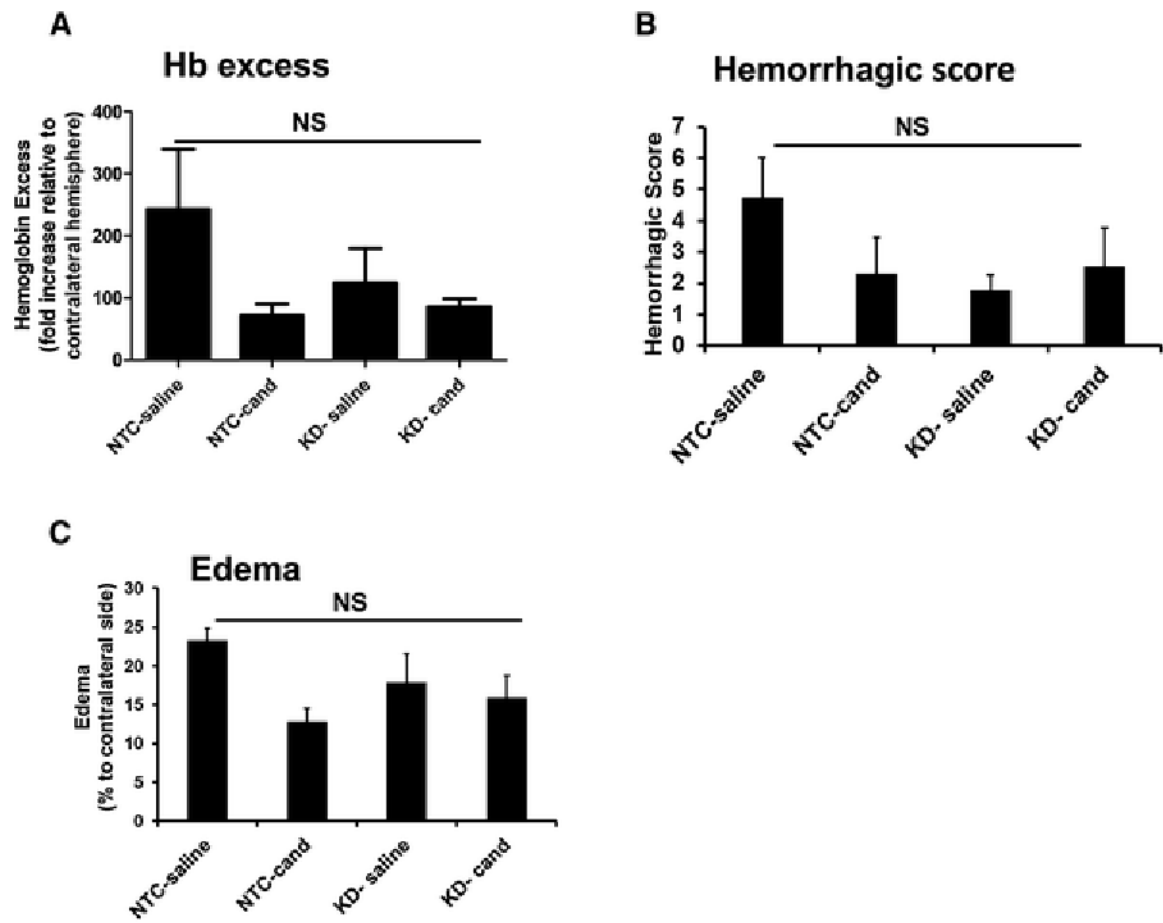 A
Hb excess
Hemoglobin Excess
(fold increase relative to
contralateral hemisphere)
400
300
200
100
0
NS
NTC-saline
NTC-cand
KD- saline
KD- cand
B
Hemorrhagic score
Hemorrhagic Score
7
6
5
4
3
2
1
0
NS
NTC-saline
NTC-cand
KD- saline
KD- cand
C
Edema
Edema
(% to contralateral side)
30
25
20
15
10
5
0
NS
NTC-saline
NTC-cand
KD- saline
KD- cand